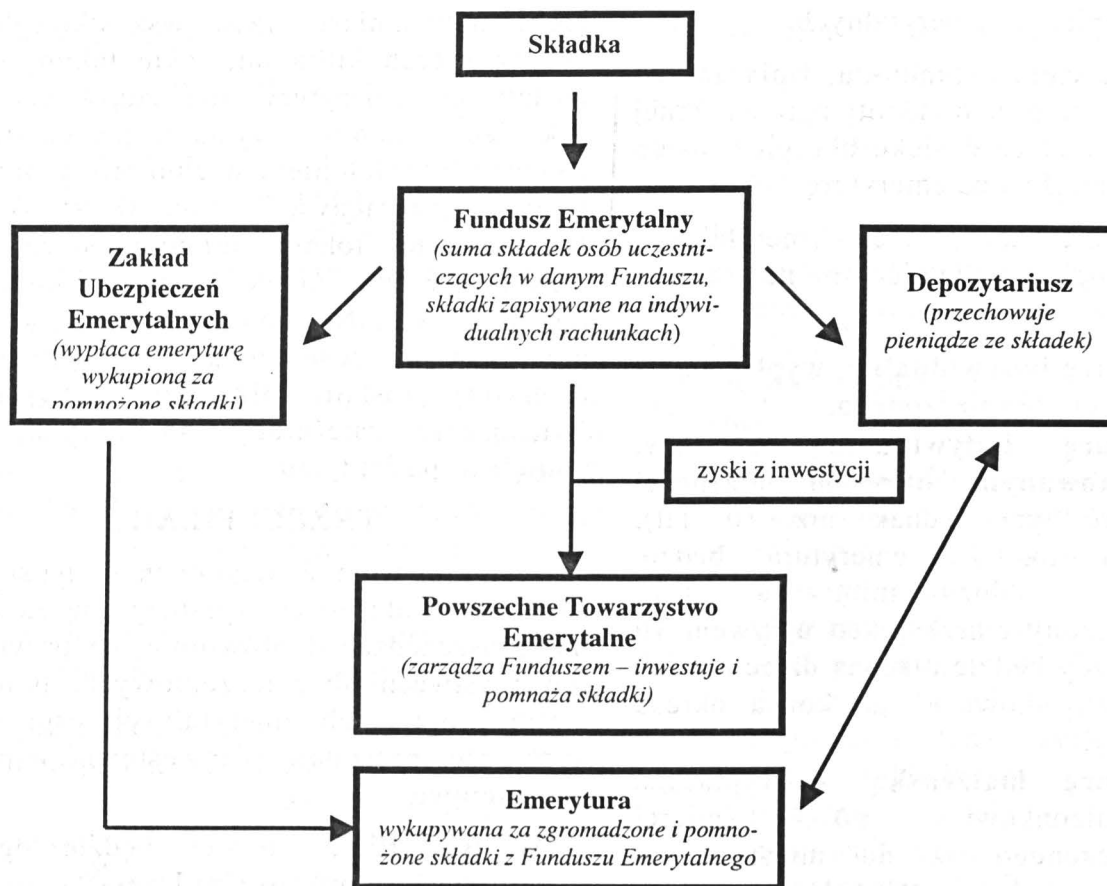 Składka
Fundusz Emerytalny
(suma składek osób uczestni-
czących w danym Funduszu,
składki zapisywane na indywi-
dualnych rachunkach)
Zakład
Ubezpieczeń
Emerytalnych
(wypłaca emeryturę
wykupioną za
pomnożone składki)
Depozytariusz
(przechowuje
pieniądze ze składek)
zyski z inwestycji
Powszechne Towarzystwo
Emerytalne
(zarządza Funduszem – inwestuje i
pomnaża składki)
Emerytura
wykupywana za zgromadzone i pomno-
żone składki z Funduszu Emerytalnego